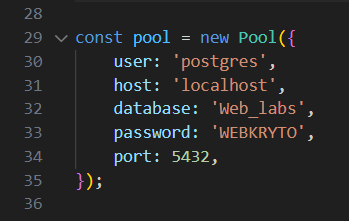 28
29 const pool = new Pool({
30 user: 'postgres',
31 host: 'localhost',
32 database: 'Web_labs',
33 password: 'WEBKRYTO',
34 port: 5432,
35 });
36